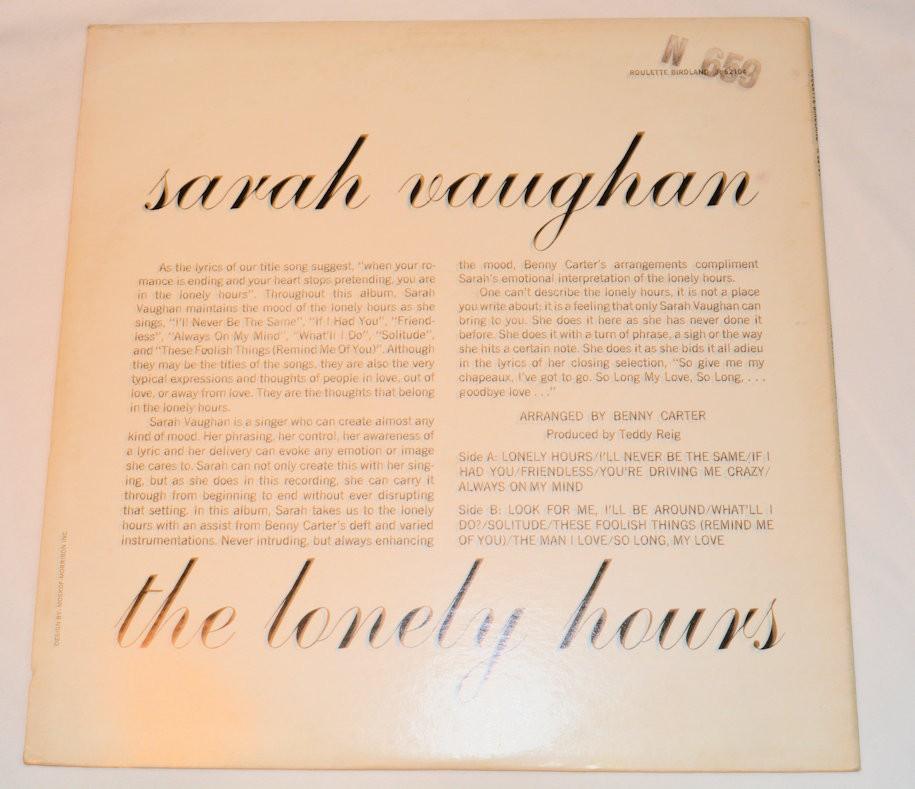 N 659
ROULETTE BIRDLAND 52104
sarah vaughan
As the lyrics of our title song suggest, "when your ro-
mance is ending and your heart stops pretending, you are
in the lonely hours". Throughout this album, Sarah
Vaughan maintains the mood of the lonely hours as she
sings, "I'll Never Be The Same", "If I Had You", "Friend-
less", "Always On My Mind", "What'll I Do", "Solitude",
and "These Foolish Things (Remind Me Of You)". Although
they may be the titles of the songs, they are also the very
typical expressions and thoughts of people in love, out of
love, or away from love. They are the thoughts that belong
in the lonely hours.
Sarah Vaughan is a singer who can create almost any
kind of mood. Her phrasing, her control, her awareness of
a lyric and her delivery can evoke any emotion or image
she cares to. Sarah can not only create this with her sing-
ing, but as she does in this recording, she can carry it
through from beginning to end without ever disrupting
that setting. In this album, Sarah takes us to the lonely
hours with an assist from Benny Carter's deft and varied
instrumentations. Never intruding, but always enhancing
the mood, Benny Carter's arrangements compliment
Sarah's emotional interpretation of the lonely hours.
One can't describe the lonely hours, it is not a place
you write about; it is a feeling that only Sarah Vaughan can
bring to you. She does it here as she has never done it
before. She does it with a turn of phrase, a sigh or the way
she hits a certain note. She does it as she bids it all adieu
in the lyrics of her closing selection, "So give me my
chapeaux, I've got to go. So Long My Love, So Long, . . .
goodbye love . . ."
ARRANGED BY BENNY CARTER
Produced by Teddy Reig
Side A: LONELY HOURS/I'LL NEVER BE THE SAME/IF I
HAD YOU/FRIENDLESS/YOU'RE DRIVING ME CRAZY/
ALWAYS ON MY MIND
Side B: LOOK FOR ME, I'LL BE AROUND/WHAT'LL I
DO?/SOLITUDE/THESE FOOLISH THINGS (REMIND ME
OF YOU)/THE MAN I LOVE/SO LONG, MY LOVE
the lonely hours
DESIGN BY: MOSKOF-MORRISON INC.